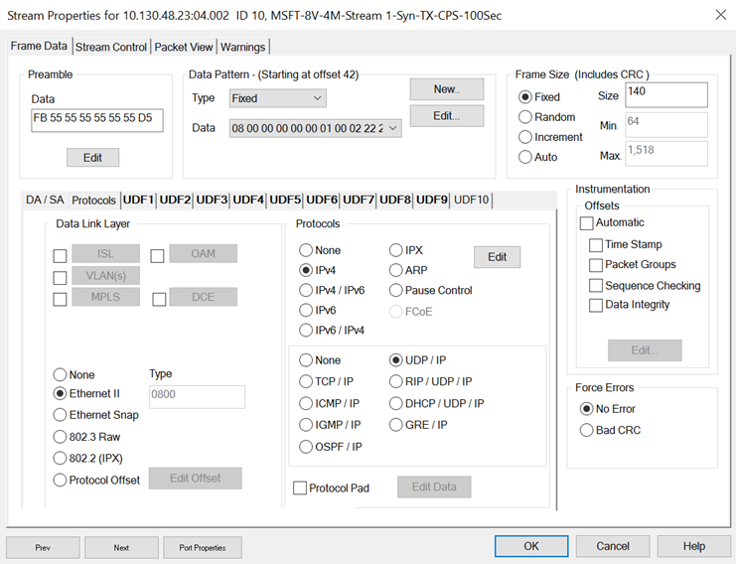 Stream Properties for 10.130.48.23:04.002 ID 10, MSFT-8V-4M-Stream 1-Syn-TX-CPS-100Sec
Frame Data Stream Control Packet View Warnings
Preamble
Data
FB 55 55 55 55 55 55 D5
Edit
Data Pattern - (Starting at offset 42)
Type Fixed
New..
Data 08 00 00 00 00 00 01 00 02 22 2
Edit...
Frame Size (Includes CRC )
Fixed
Random
Increment
Auto
Size 140
Min. 64
Max. 1,518
DA / SA Protocols UDF1 UDF2 UDF3 UDF4 UDF5 UDF6 UDF7 UDF8 UDF9 UDF10
Data Link Layer
ISL OAM
VLAN(s)
MPLS DCE
None
Ethernet II
Ethernet Snap
802.3 Raw
802.2 (IPX)
Protocol Offset
Type
0800
Edit Offset
Protocols
None IPX
IPv4 ARP
IPv4 / IPv6 Pause Control
IPv6 FCoE
IPv6 / IPv4
Edit
None UDP / IP
TCP / IP RIP / UDP / IP
ICMP / IP DHCP / UDP / IP
IGMP / IP GRE / IP
OSPF / IP
Protocol Pad Edit Data
Instrumentation
Offsets
Automatic
Time Stamp
Packet Groups
Sequence Checking
Data Integrity
Edit...
Force Errors
No Error
Bad CRC
Prev Next Port Properties OK Cancel Help